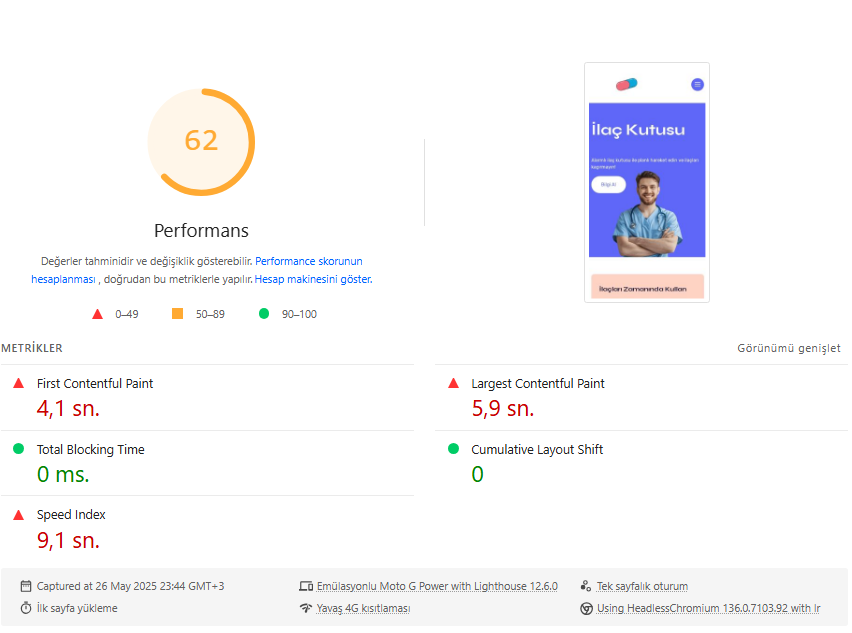 62
Performans
Değerler tahminidir ve değişiklik gösterebilir. Performance skorunun
hesaplanması , doğrudan bu metriklerle yapılır. Hesap makinesini göster.
0–49
50–89
90–100
İlaç Kutusu
Bilgi Al
İlaçları Zamanında Kullan
METRİKLER
Görünümü genişlet
First Contentful Paint
4,1 sn.
Largest Contentful Paint
5,9 sn.
Total Blocking Time
0 ms.
Cumulative Layout Shift
0
Speed Index
9,1 sn.
Captured at 26 May 2025 23:44 GMT+3
Emülasyonlu Moto G Power with Lighthouse 12.6.0
Tek sayfalık oturum
İlk sayfa yükleme
Yavaş 4G kısıtlaması
Using HeadlessChromium 136.0.7103.92 with lr